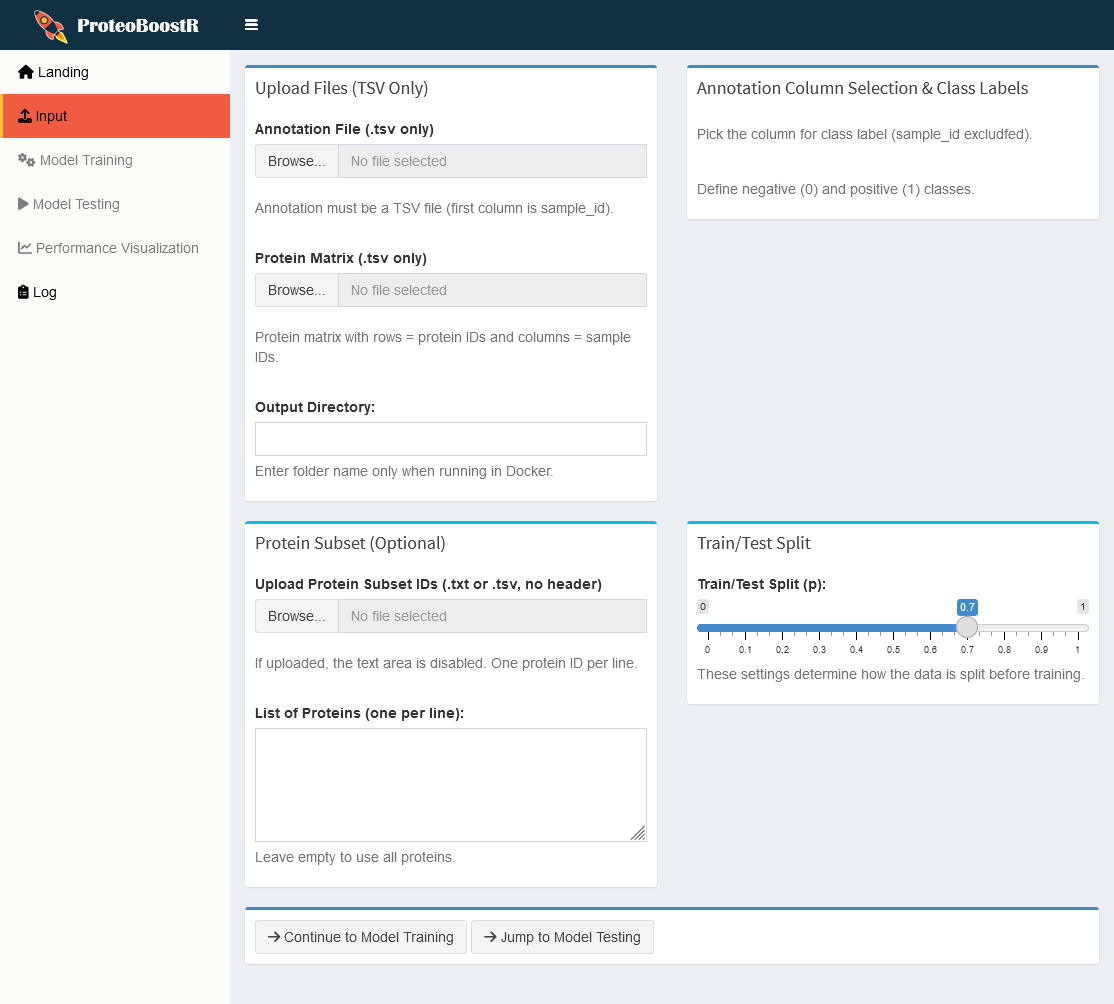 ProteoBoostR
Landing
Input
Model Training
Model Testing
Performance Visualization
Log
Upload Files (TSV Only)
Annotation File (.tsv only)
Browse... No file selected
Annotation must be a TSV file (first column is sample_id).
Protein Matrix (.tsv only)
Browse... No file selected
Protein matrix with rows = protein IDs and columns = sample
IDs.
Output Directory:
Enter folder name only when running in Docker.
Annotation Column Selection & Class Labels
Pick the column for class label (sample_id excludfed).
Define negative (0) and positive (1) classes.
Protein Subset (Optional)
Upload Protein Subset IDs (.txt or .tsv, no header)
Browse... No file selected
If uploaded, the text area is disabled. One protein ID per line.
List of Proteins (one per line):
Leave empty to use all proteins.
Train/Test Split
Train/Test Split (p):
0 0.7 1
0 0.1 0.2 0.3 0.4 0.5 0.6 0.7 0.8 0.9 1
These settings determine how the data is split before training.
Continue to Model Training Jump to Model Testing